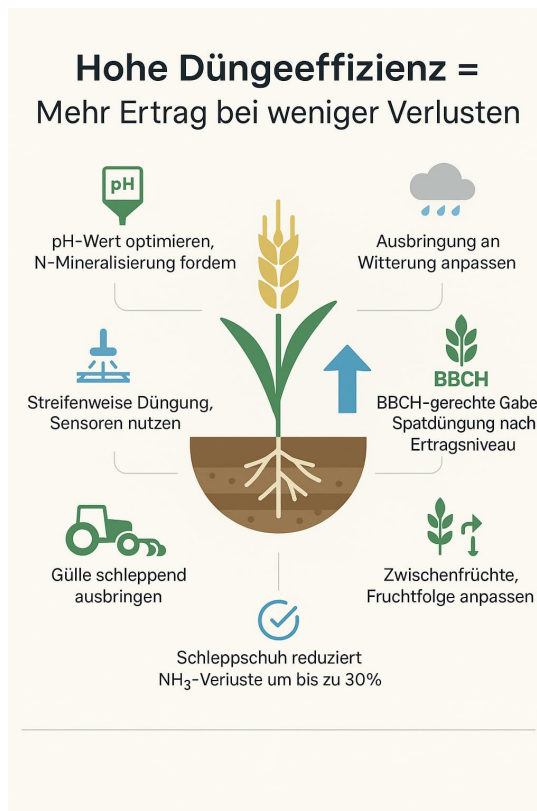 Hohe Düngeeffizienz =
Mehr Ertrag bei weniger Verlusten
pH
pH-Wert optimieren,
N-Mineralisierung fordem
Ausbringung an
Witterung anpassen
Streifenweise Düngung,
Sensoren nutzen
BBCH
BBCH-gerechte Gabe
Spatdüngung nach
Ertragsniveau
Gülle schleppend
ausbringen
Zwischenfrüchte,
Fruchtfolge anpassen
Schleppschuh reduziert
NH₃-Veriuste um bis zu 30%